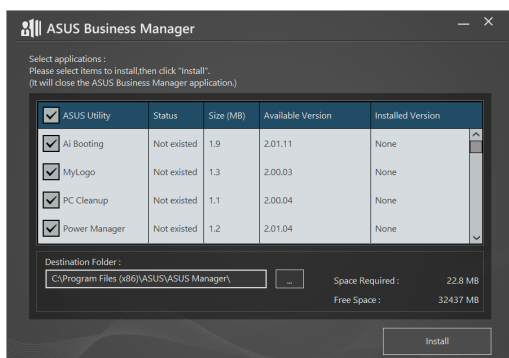 ASUS Business Manager
Select applications :
Please select items to install,then click "Install".
(It will close the ASUS Business Manager application.)
ASUS Utility Status Size (MB) Available Version Installed Version
Ai Booting Not existed 1.9 2.01.11 None
MyLogo Not existed 1.3 2.00.03 None
PC Cleanup Not existed 1.1 2.00.04 None
Power Manager Not existed 1.2 2.01.04 None
Destination Folder :
C:\Program Files (x86)\ASUS\ASUS Manager\ ...
Space Required : 22.8 MB
Free Space : 32437 MB
Install